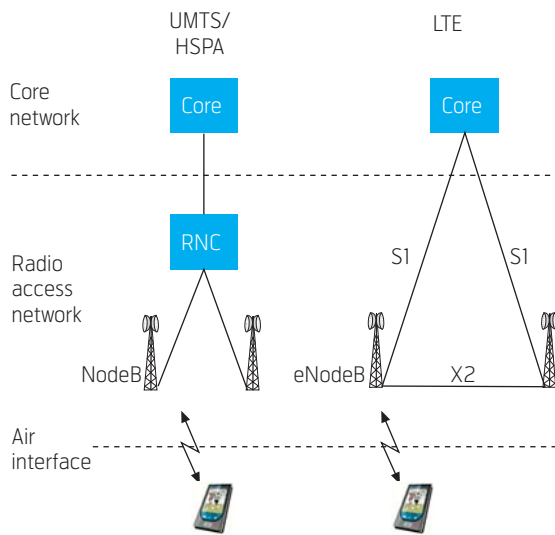 UMTS/
HSPA
LTE
Core
network
Core
Core
RNC
Radio
access
network
S1
S1
NodeB
eNodeB
X2
Air
interface